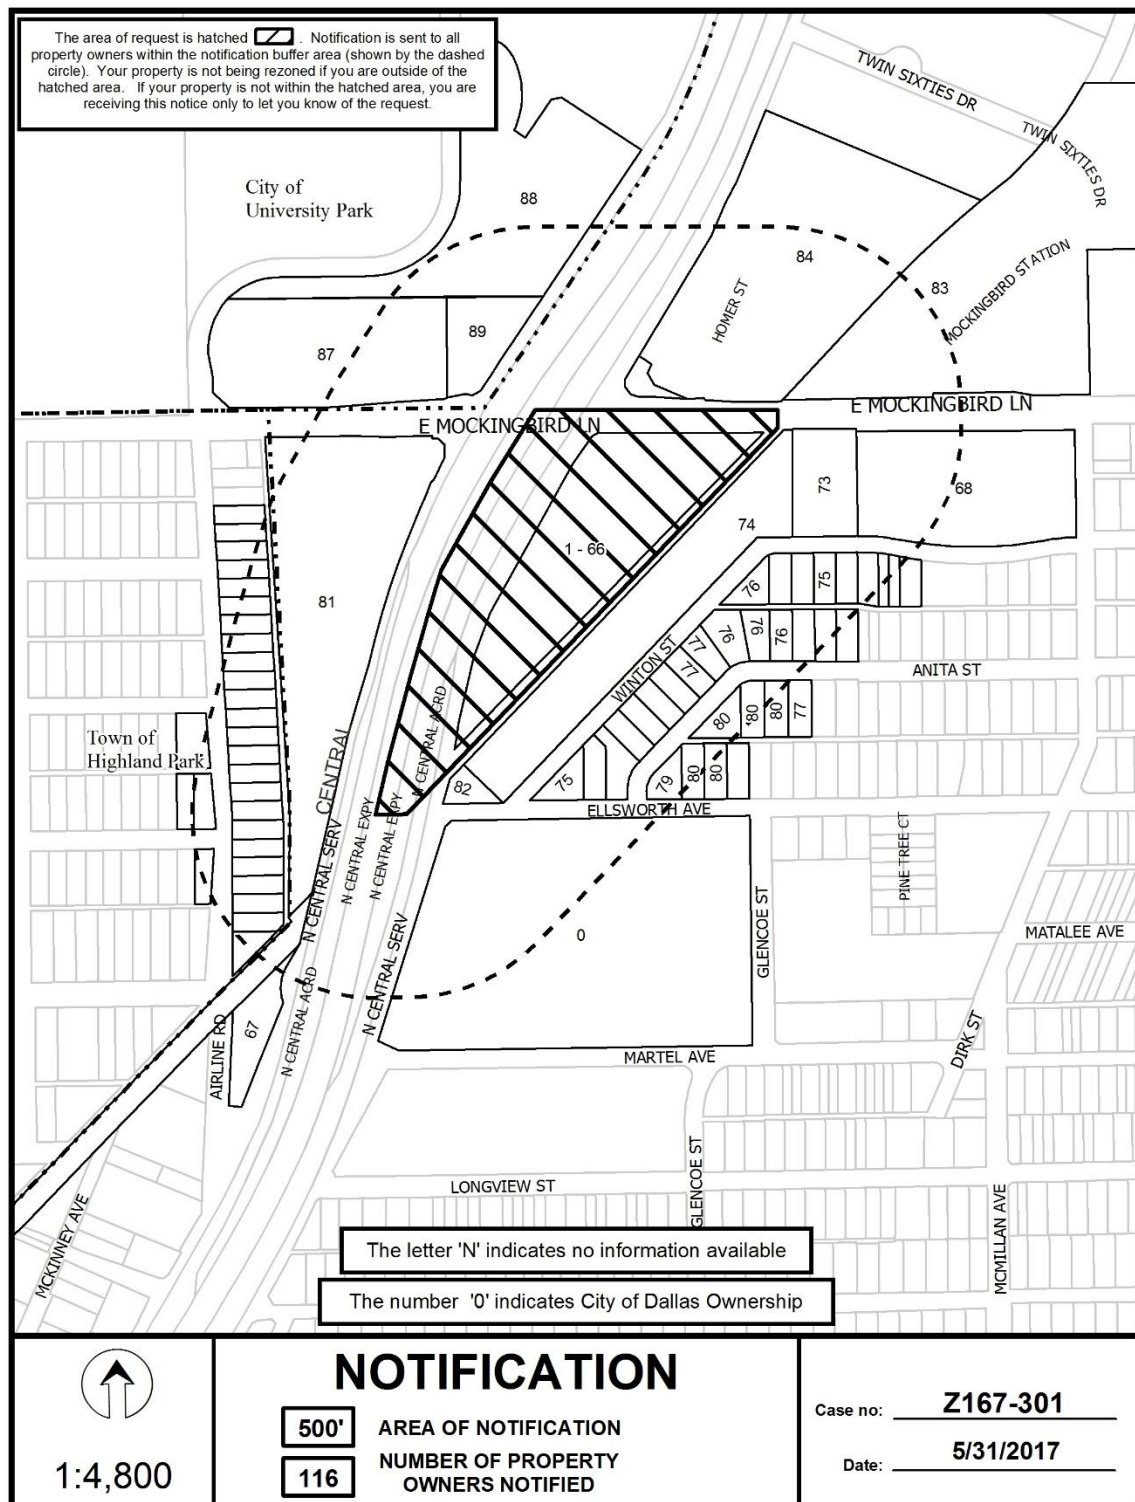 The area of request is hatched . Notification is sent to all
property owners within the notification buffer area (shown by the dashed
circle). Your property is not being rezoned if you are outside of the
hatched area. If your property is not within the hatched area, you are
receiving this notice only to let you know of the request.
TWIN SIXTIES DR
TWIN SIXTIES DR
City of
University Park
88
84
83
MOCKINGBIRD STATION
HOMER ST
89
87
E MOCKINGBIRD LN
E MOCKINGBIRD LN
73
68
74
1 - 66
81
76
75
76
76
76
77
77
WINTON ST
ANITA ST
80
80
80
77
Town of
Highland Park
CENTRAL
N CENTRAL ACRD
82
75
79
80
80
ELLSWORTH AVE
N CENTRAL EXPY
N CENTRAL EXPY
N CENTRAL SERV
N CENTRAL SERV
PINE TREE CT
GLENCOE ST
0
MATALEE AVE
67
AIRLINE RD
N CENTRAL ACRD
MARTEL AVE
DIRK ST
GLENCOE ST
LONGVIEW ST
MCKINNEY AVE
MCMILLAN AVE
The letter 'N' indicates no information available
The number '0' indicates City of Dallas Ownership
1:4,800
NOTIFICATION
500' AREA OF NOTIFICATION
116 NUMBER OF PROPERTY
OWNERS NOTIFIED
Case no: Z167-301
Date: 5/31/2017